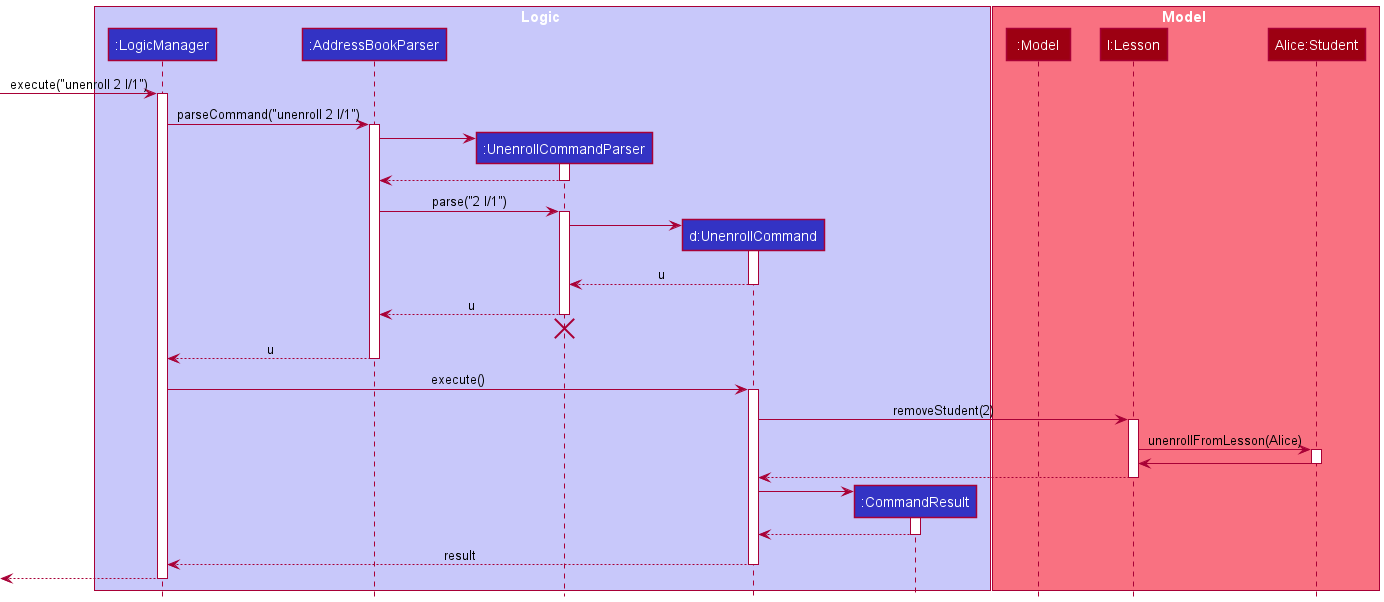 Logic
Model
:LogicManager
:AddressBookParser
:Model
l:Lesson
Alice:Student
execute("unenroll 2 l/1")
parseCommand("unenroll 2 l/1")
:UnenrollCommandParser
parse("2 l/1")
d:UnenrollCommand
u
u
u
execute()
removeStudent(2)
unenrollFromLesson(Alice)
:CommandResult
result